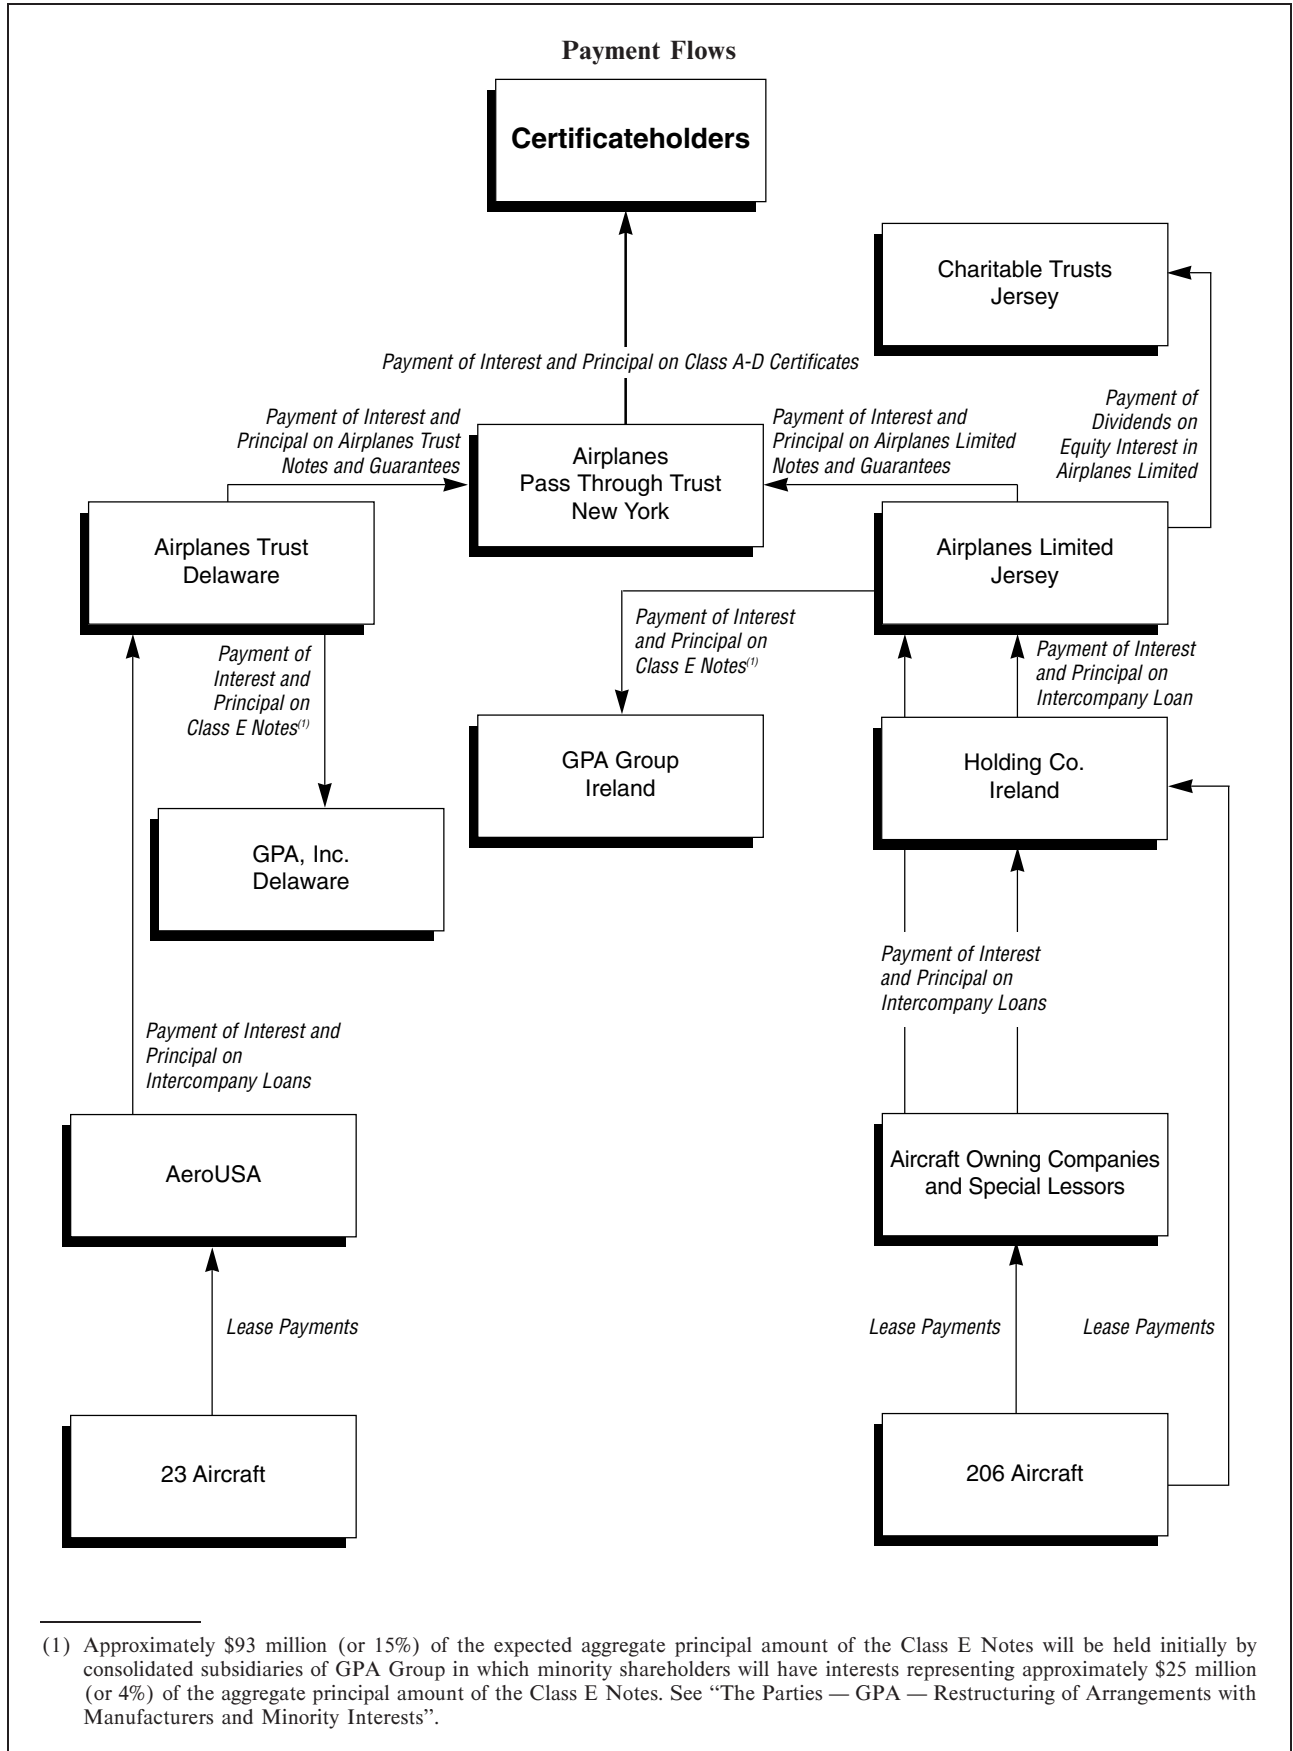 Payment Flows
Certificateholders
Charitable Trusts
Jersey
Payment of Interest and Principal on Class A-D Certificates
Payment of Interest and
Principal on Airplanes Trust
Notes and Guarantees
Airplanes
Pass Through Trust
New York
Payment of Interest and
Principal on Airplanes Limited
Notes and Guarantees
Payment of
Dividends on
Equity Interest in
Airplanes Limited
Airplanes Trust
Delaware
Airplanes Limited
Jersey
Payment of
Interest and
Principal on
Class E Notes(1)
Payment of Interest
and Principal on
Class E Notes(1)
Payment of Interest
and Principal on
Intercompany Loan
GPA Group
Ireland
Holding Co.
Ireland
GPA, Inc.
Delaware
Payment of Interest
and Principal on
Intercompany Loans
Payment of Interest and
Principal on
Intercompany Loans
AeroUSA
Aircraft Owning Companies
and Special Lessors
Lease Payments
Lease Payments
Lease Payments
23 Aircraft
206 Aircraft
(1) Approximately $93 million (or 15%) of the expected aggregate principal amount of the Class E Notes will be held initially by
consolidated subsidiaries of GPA Group in which minority shareholders will have interests representing approximately $25 million
(or 4%) of the aggregate principal amount of the Class E Notes. See “The Parties — GPA — Restructuring of Arrangements with
Manufacturers and Minority Interests”.